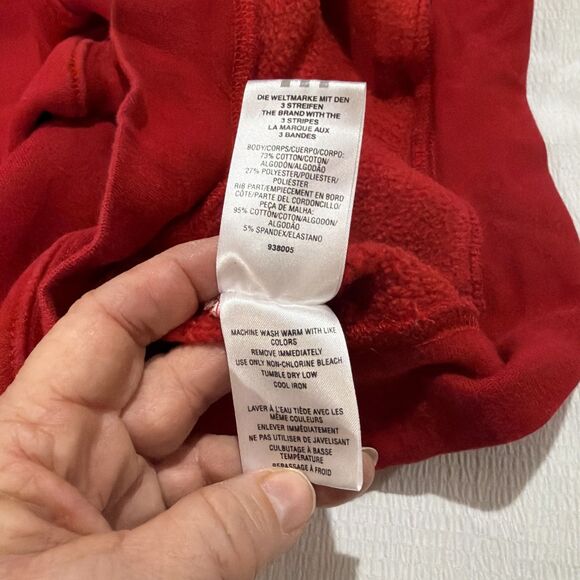 DIE WELTMARKE MIT DEN
3 STREIFEN
THE BRAND WITH THE
3 STRIPES
LA MARQUE AUX
3 BANDES
BODY/CORPS/CUERPO/CORPO:
73% COTTON/COTON/
ALGODÓN/ALGODÃO
27% POLYESTER/POLIESTER/
POLIÉSTER
RIB PART/EMPIECEMENT EN BORD
CÔTE/PARTE DEL CORDONCILLO/
PEÇA DE MALHA:
95% COTTON/COTON/ALGODÓN/
ALGODÃO
5% SPANDEX/ELASTANO
938005
MACHINE WASH WARM WITH LIKE
COLORS
REMOVE IMMEDIATELY
USE ONLY NON-CHLORINE BLEACH
TUMBLE DRY LOW
COOL IRON
LAVER À L'EAU TIÈDE AVEC LES
MÊME COULEURS
ENLEVER IMMÉDIATEMENT
NE PAS UTILISER DE JAVELISANT
CULBUTAGE À BASSE
TEMPÉRATURE
REPASSAGE À FROID